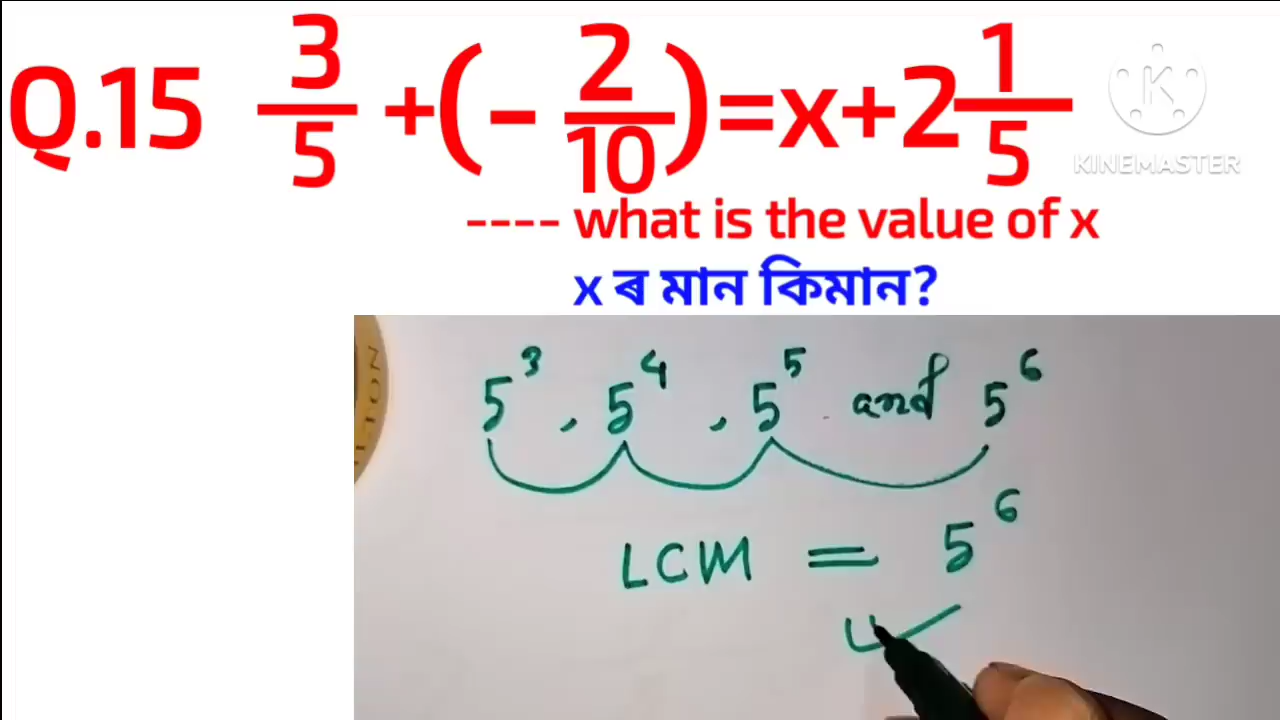 Q.15 3/5 +(- 2/10)=x+2 1/5
---- what is the value of x
x ৰ মান কিমান?
KINEMASTER
5³ , 5⁴ , 5⁵ and 5⁶
LCM = 5⁶